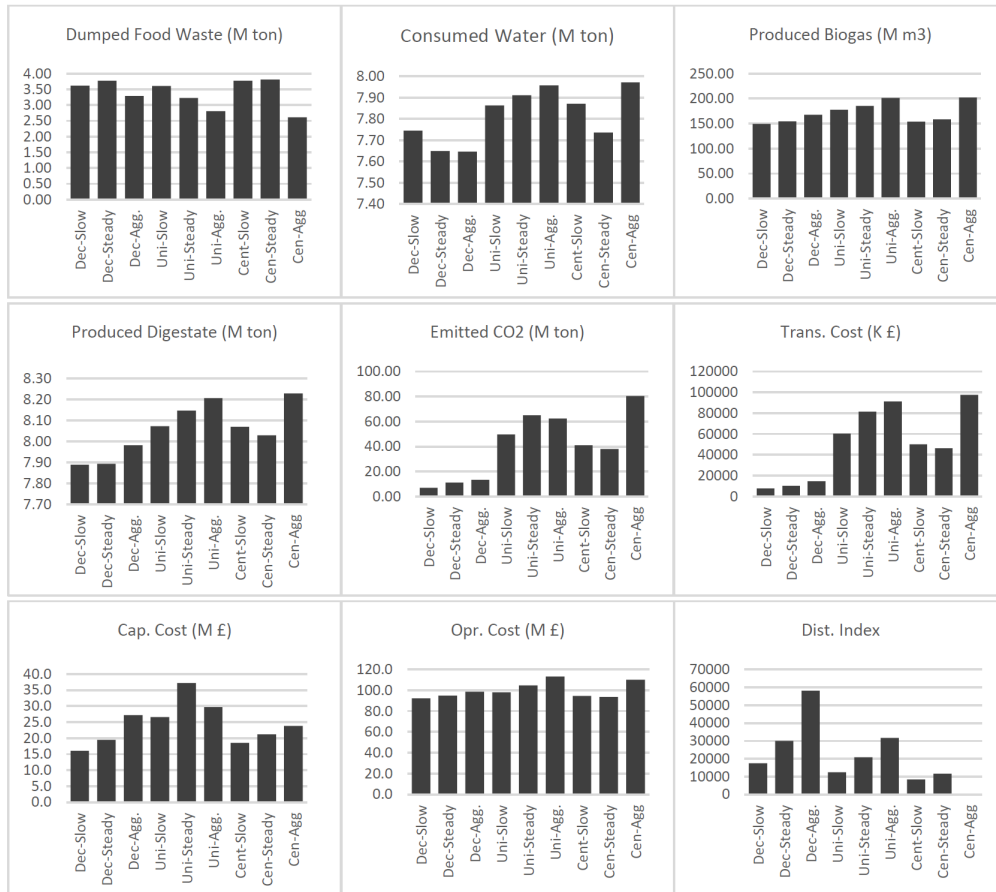 Dumped Food Waste (M ton)
4.00
3.50
3.00
2.50
2.00
1.50
1.00
0.50
0.00
Dec-Slow
Dec-Steady
Dec-Agg.
Uni-Slow
Uni-Steady
Uni-Agg.
Cent-Slow
Cen-Steady
Cen-Agg
Consumed Water (M ton)
8.00
7.90
7.80
7.70
7.60
7.50
7.40
Dec-Slow
Dec-Steady
Dec-Agg.
Uni-Slow
Uni-Steady
Uni-Agg.
Cent-Slow
Cen-Steady
Cen-Agg
Produced Biogas (M m3)
250.00
200.00
150.00
100.00
50.00
0.00
Dec-Slow
Dec-Steady
Dec-Agg.
Uni-Slow
Uni-Steady
Uni-Agg.
Cent-Slow
Cen-Steady
Cen-Agg
Produced Digestate (M ton)
8.30
8.20
8.10
8.00
7.90
7.80
7.70
Dec-Slow
Dec-Steady
Dec-Agg.
Uni-Slow
Uni-Steady
Uni-Agg.
Cent-Slow
Cen-Steady
Cen-Agg
Emitted CO2 (M ton)
100.00
80.00
60.00
40.00
20.00
0.00
Dec-Slow
Dec-Steady
Dec-Agg.
Uni-Slow
Uni-Steady
Uni-Agg.
Cent-Slow
Cen-Steady
Cen-Agg
Trans. Cost (K £)
120000
100000
80000
60000
40000
20000
0
Dec-Slow
Dec-Steady
Dec-Agg.
Uni-Slow
Uni-Steady
Uni-Agg.
Cent-Slow
Cen-Steady
Cen-Agg
Cap. Cost (M £)
40.0
35.0
30.0
25.0
20.0
15.0
10.0
5.0
0.0
Dec-Slow
Dec-Steady
Dec-Agg.
Uni-Slow
Uni-Steady
Uni-Agg.
Cent-Slow
Cen-Steady
Cen-Agg
Opr. Cost (M £)
120.0
100.0
80.0
60.0
40.0
20.0
0.0
Dec-Slow
Dec-Steady
Dec-Agg.
Uni-Slow
Uni-Steady
Uni-Agg.
Cent-Slow
Cen-Steady
Cen-Agg
Dist. Index
70000
60000
50000
40000
30000
20000
10000
0
Dec-Slow
Dec-Steady
Dec-Agg.
Uni-Slow
Uni-Steady
Uni-Agg.
Cent-Slow
Cen-Steady
Cen-Agg